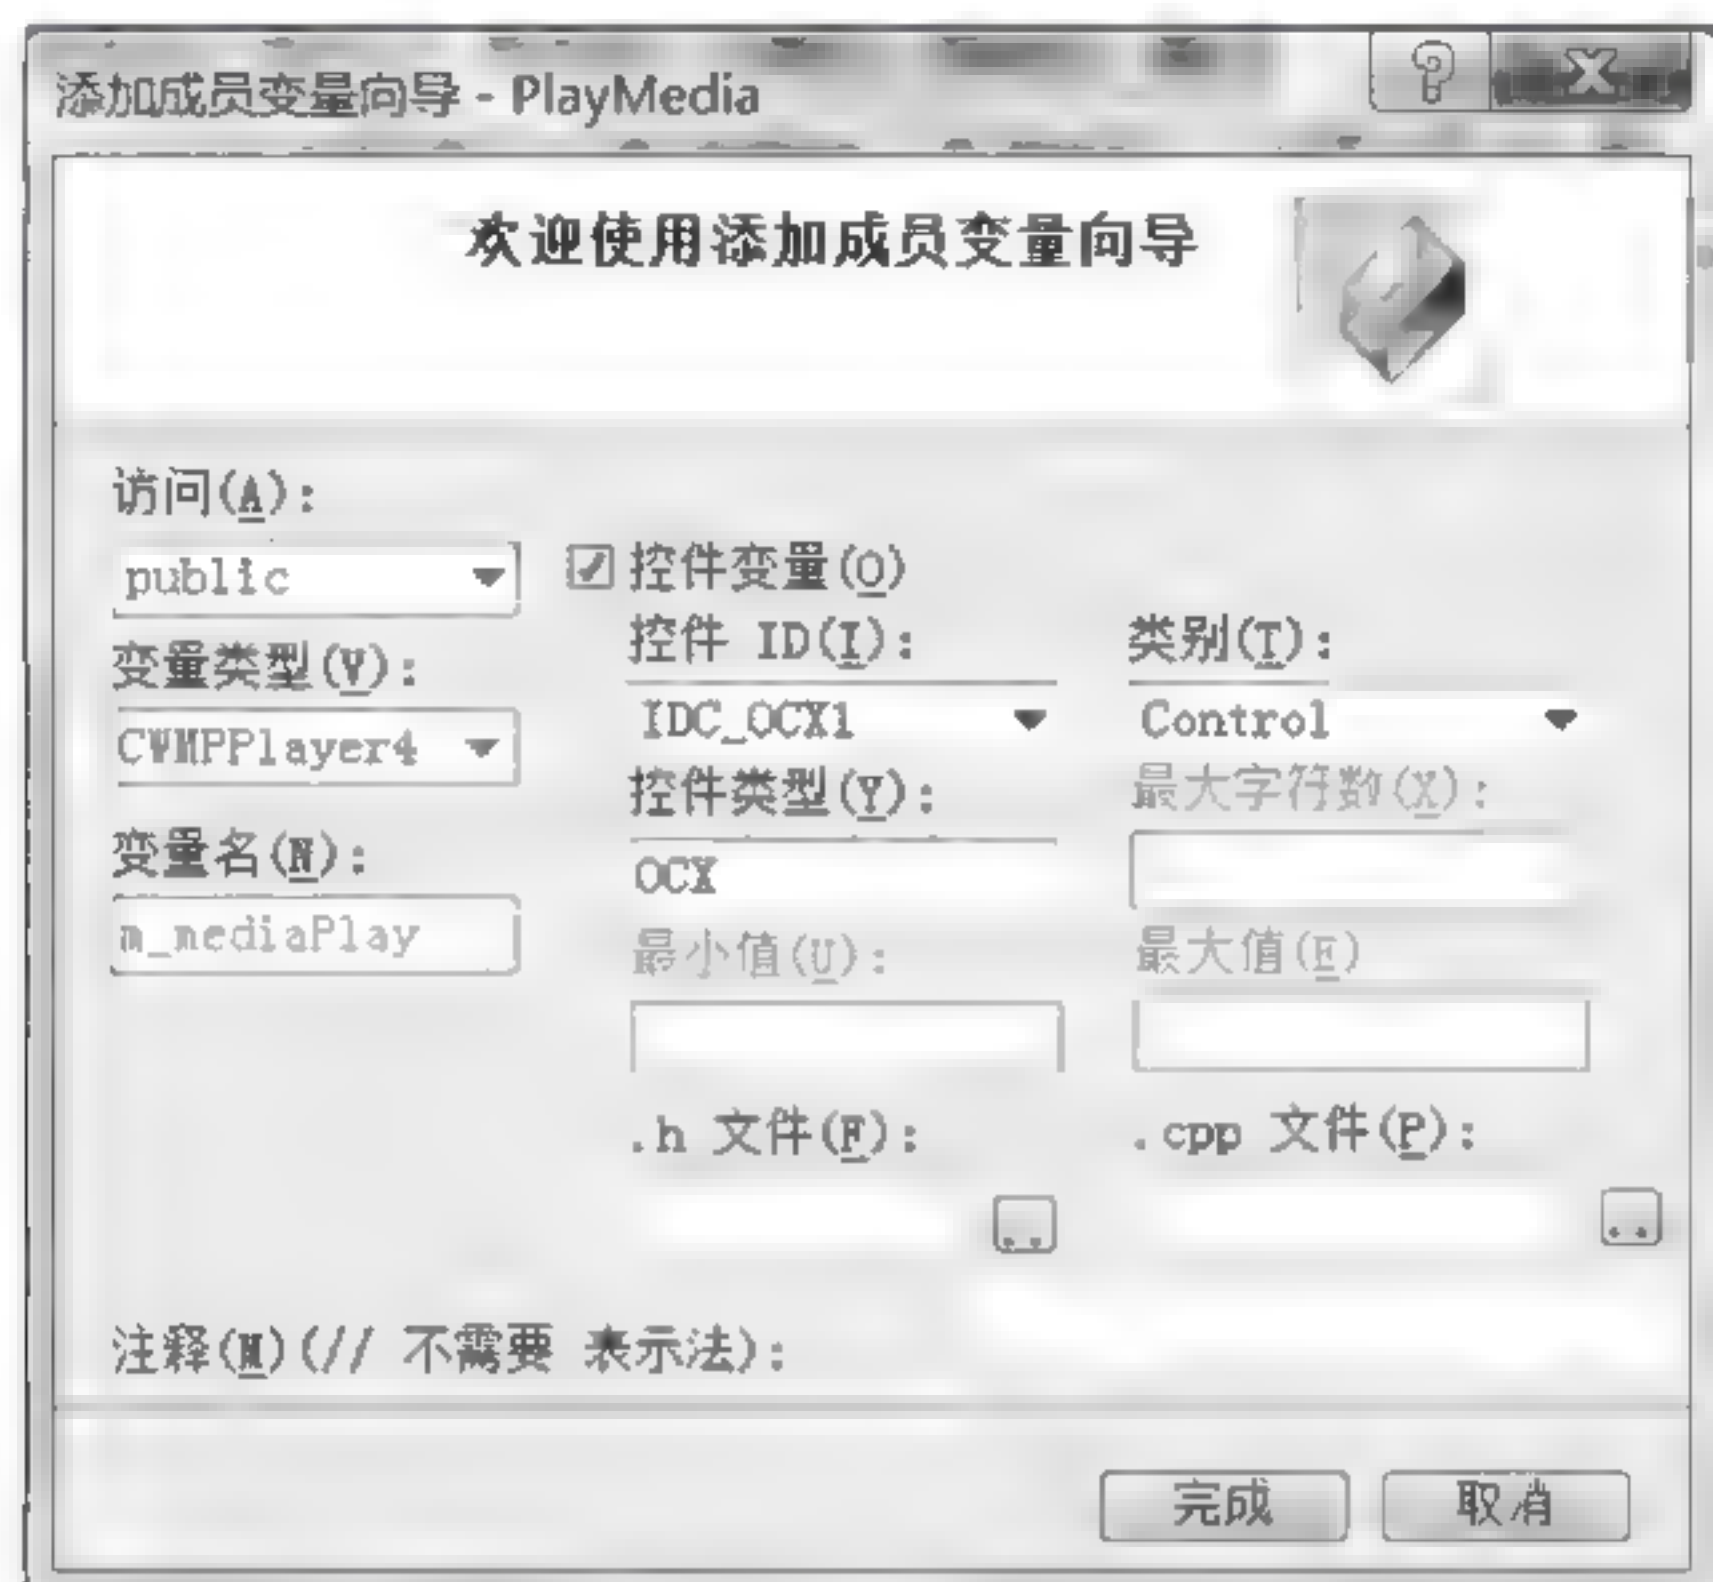 添加成员变量向导 - PlayMedia
欢迎使用添加成员变量向导
访问(A):
public
控件变量(O)
变量类型(V):
控件 ID(I):
类别(T):
CWMPPlayer4
IDC_OCX1
Control
控件类型(Y):
最大字符数(X):
变量名(N):
OCX
m_mediaPlay
最小值(U):
最大值(E)
.h 文件(F):
.cpp 文件(P):
..
..
注释(M)(// 不需要 表示法):
完成
取消